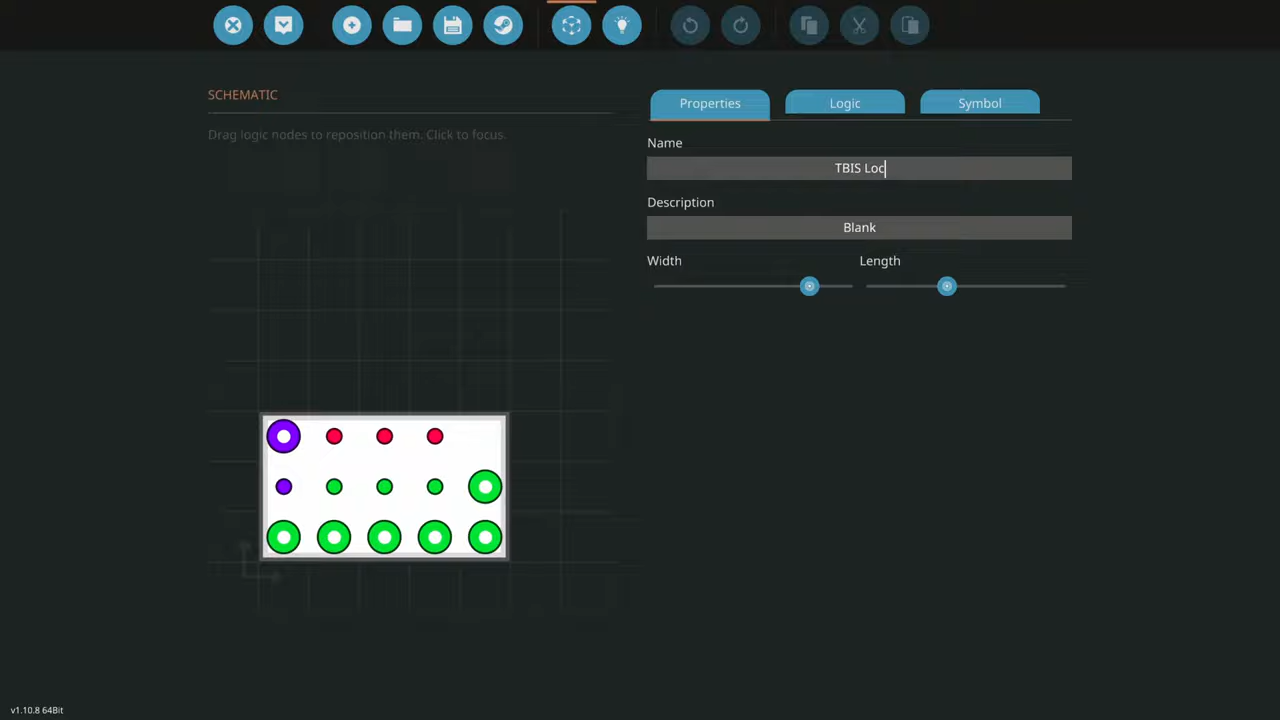 SCHEMATIC
Drag logic nodes to reposition them. Click to focus.
Properties
Logic
Symbol
Name
TBIS Loc
Description
Blank
Width
Length
v1.10.8 64Bit